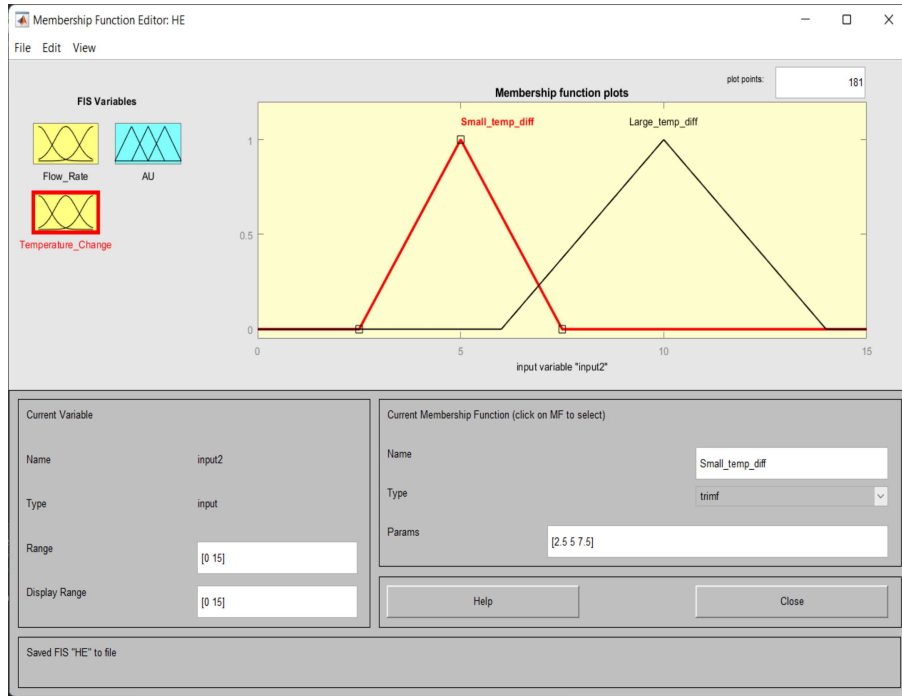 Membership Function Editor: HE
File Edit View
FIS Variables
Flow_Rate
AU
Temperature_Change
plot points:
181
Membership function plots
Small_temp_diff
Large_temp_diff
1
0.5
0
0 5 10 15
input variable "input2"
Current Variable
Name input2
Type input
Range [0 15]
Display Range [0 15]
Current Membership Function (click on MF to select)
Name Small_temp_diff
Type trimf
Params [2.5 5 7.5]
Help
Close
Saved FIS "HE" to file